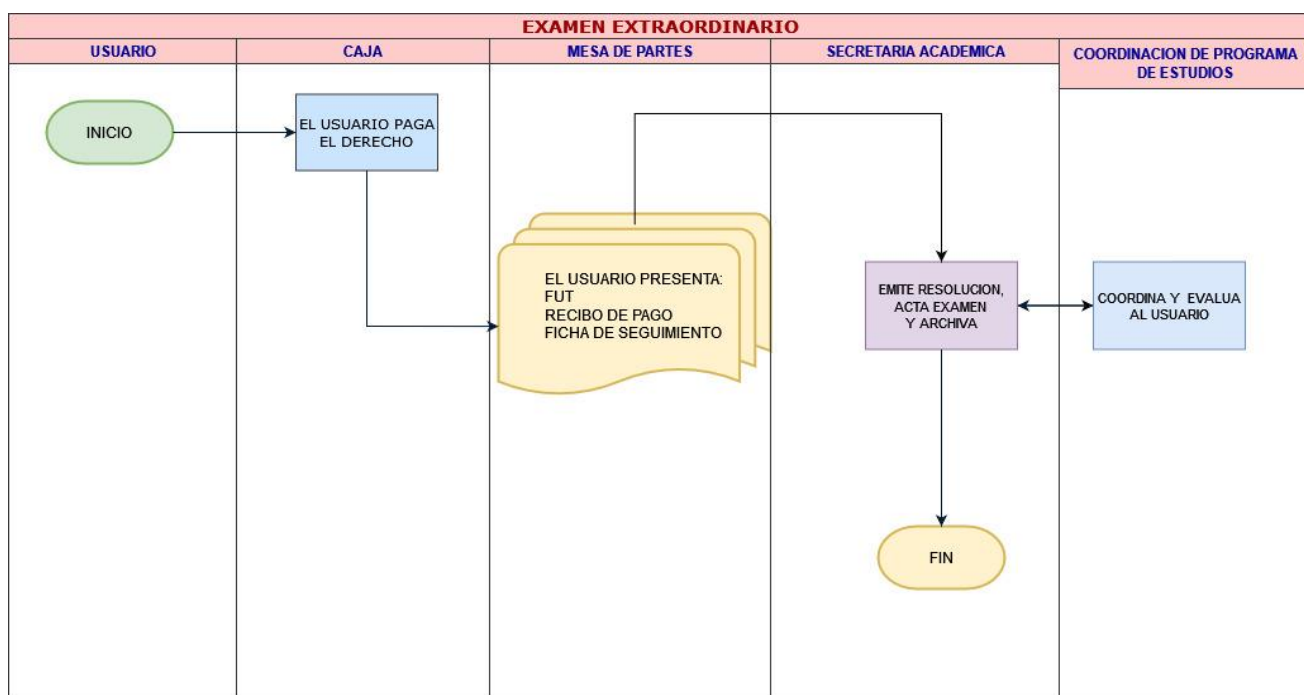 EXAMEN EXTRAORDINARIO
USUARIO
CAJA
MESA DE PARTES
SECRETARIA ACADEMICA
COORDINACION DE PROGRAMA
DE ESTUDIOS
INICIO
EL USUARIO PAGA
EL DERECHO
EL USUARIO PRESENTA:
FUT
RECIBO DE PAGO
FICHA DE SEGUIMIENTO
EMITE RESOLUCION,
ACTA EXAMEN
Y ARCHIVA
COORDINA Y EVALUA
AL USUARIO
FIN